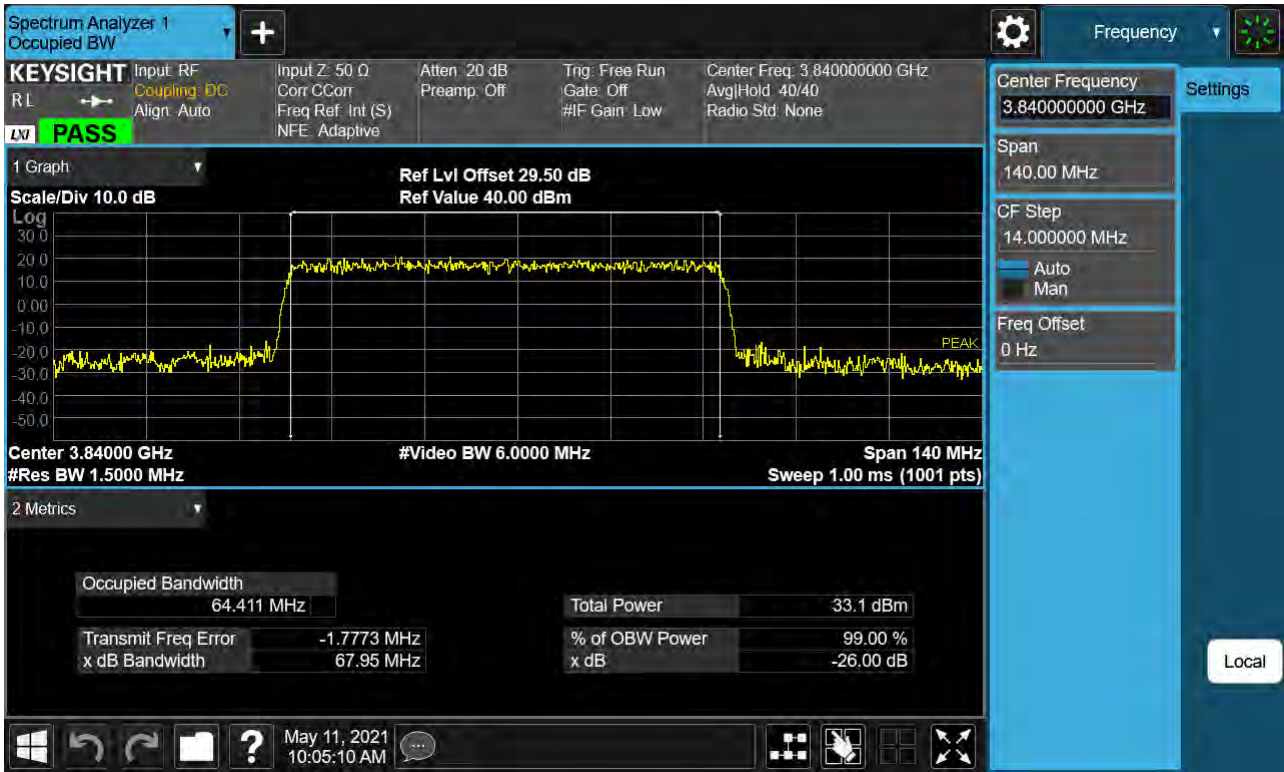 Spectrum Analyzer 1
Occupied BW
+
Frequency
KEYSIGHT
Input: RF
Coupling: DC
Align: Auto
Input Z: 50 Ω
Corr CCorr
Freq Ref: Int (S)
NFE: Adaptive
Atten: 20 dB
Preamp: Off
Trig: Free Run
Gate: Off
#IF Gain: Low
Center Freq: 3.840000000 GHz
Avg|Hold: 40/40
Radio Std: None
RL
LXI
PASS
Center Frequency
3.840000000 GHz
Settings
Span
140.00 MHz
CF Step
14.000000 MHz
Auto
Man
Freq Offset
0 Hz
1 Graph
Scale/Div 10.0 dB
Ref Lvl Offset 29.50 dB
Ref Value 40.00 dBm
Log
30.0
20.0
10.0
0.00
-10.0
-20.0
-30.0
-40.0
-50.0
PEAK
Center 3.84000 GHz
#Video BW 6.0000 MHz
Span 140 MHz
#Res BW 1.5000 MHz
Sweep 1.00 ms (1001 pts)
2 Metrics
Occupied Bandwidth
64.411 MHz
Total Power 33.1 dBm
Transmit Freq Error -1.7773 MHz
% of OBW Power 99.00 %
x dB Bandwidth 67.95 MHz
x dB -26.00 dB
Local
?
May 11, 2021
10:05:10 AM